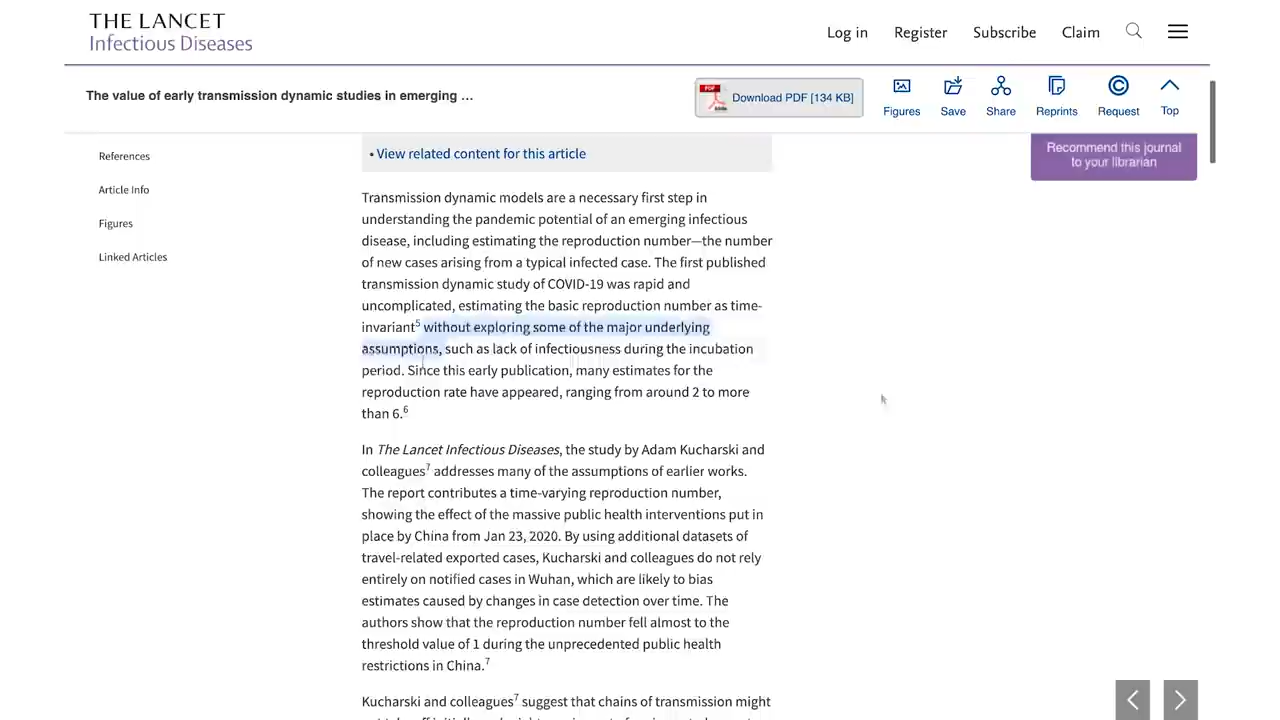 THE LANCET
Infectious Diseases
Log in
Register
Subscribe
Claim
The value of early transmission dynamic studies in emerging ...
PDF
Download PDF [134 KB]
Figures
Save
Share
Reprints
Request
Top
References
Article Info
Figures
Linked Articles
• View related content for this article
Recommend this journal
to your librarian
Transmission dynamic models are a necessary first step in
understanding the pandemic potential of an emerging infectious
disease, including estimating the reproduction number—the number
of new cases arising from a typical infected case. The first published
transmission dynamic study of COVID-19 was rapid and
uncomplicated, estimating the basic reproduction number as time-
invariant5 without exploring some of the major underlying
assumptions, such as lack of infectiousness during the incubation
period. Since this early publication, many estimates for the
reproduction rate have appeared, ranging from around 2 to more
than 6.6
In The Lancet Infectious Diseases, the study by Adam Kucharski and
colleagues7 addresses many of the assumptions of earlier works.
The report contributes a time-varying reproduction number,
showing the effect of the massive public health interventions put in
place by China from Jan 23, 2020. By using additional datasets of
travel-related exported cases, Kucharski and colleagues do not rely
entirely on notified cases in Wuhan, which are likely to bias
estimates caused by changes in case detection over time. The
authors show that the reproduction number fell almost to the
threshold value of 1 during the unprecedented public health
restrictions in China.7
Kucharski and colleagues7 suggest that chains of transmission might